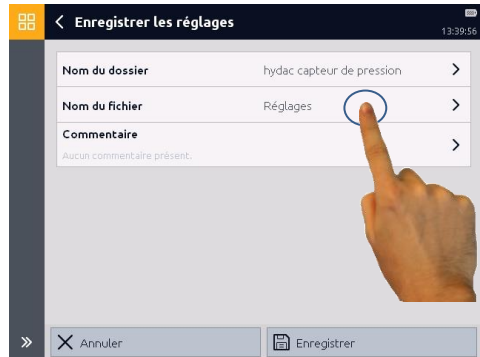 Enregistrer les réglages
13:39:56
Nom du dossier hydac capteur de pression
Nom du fichier Réglages
Commentaire
Aucun commentaire présent.
Annuler Enregistrer